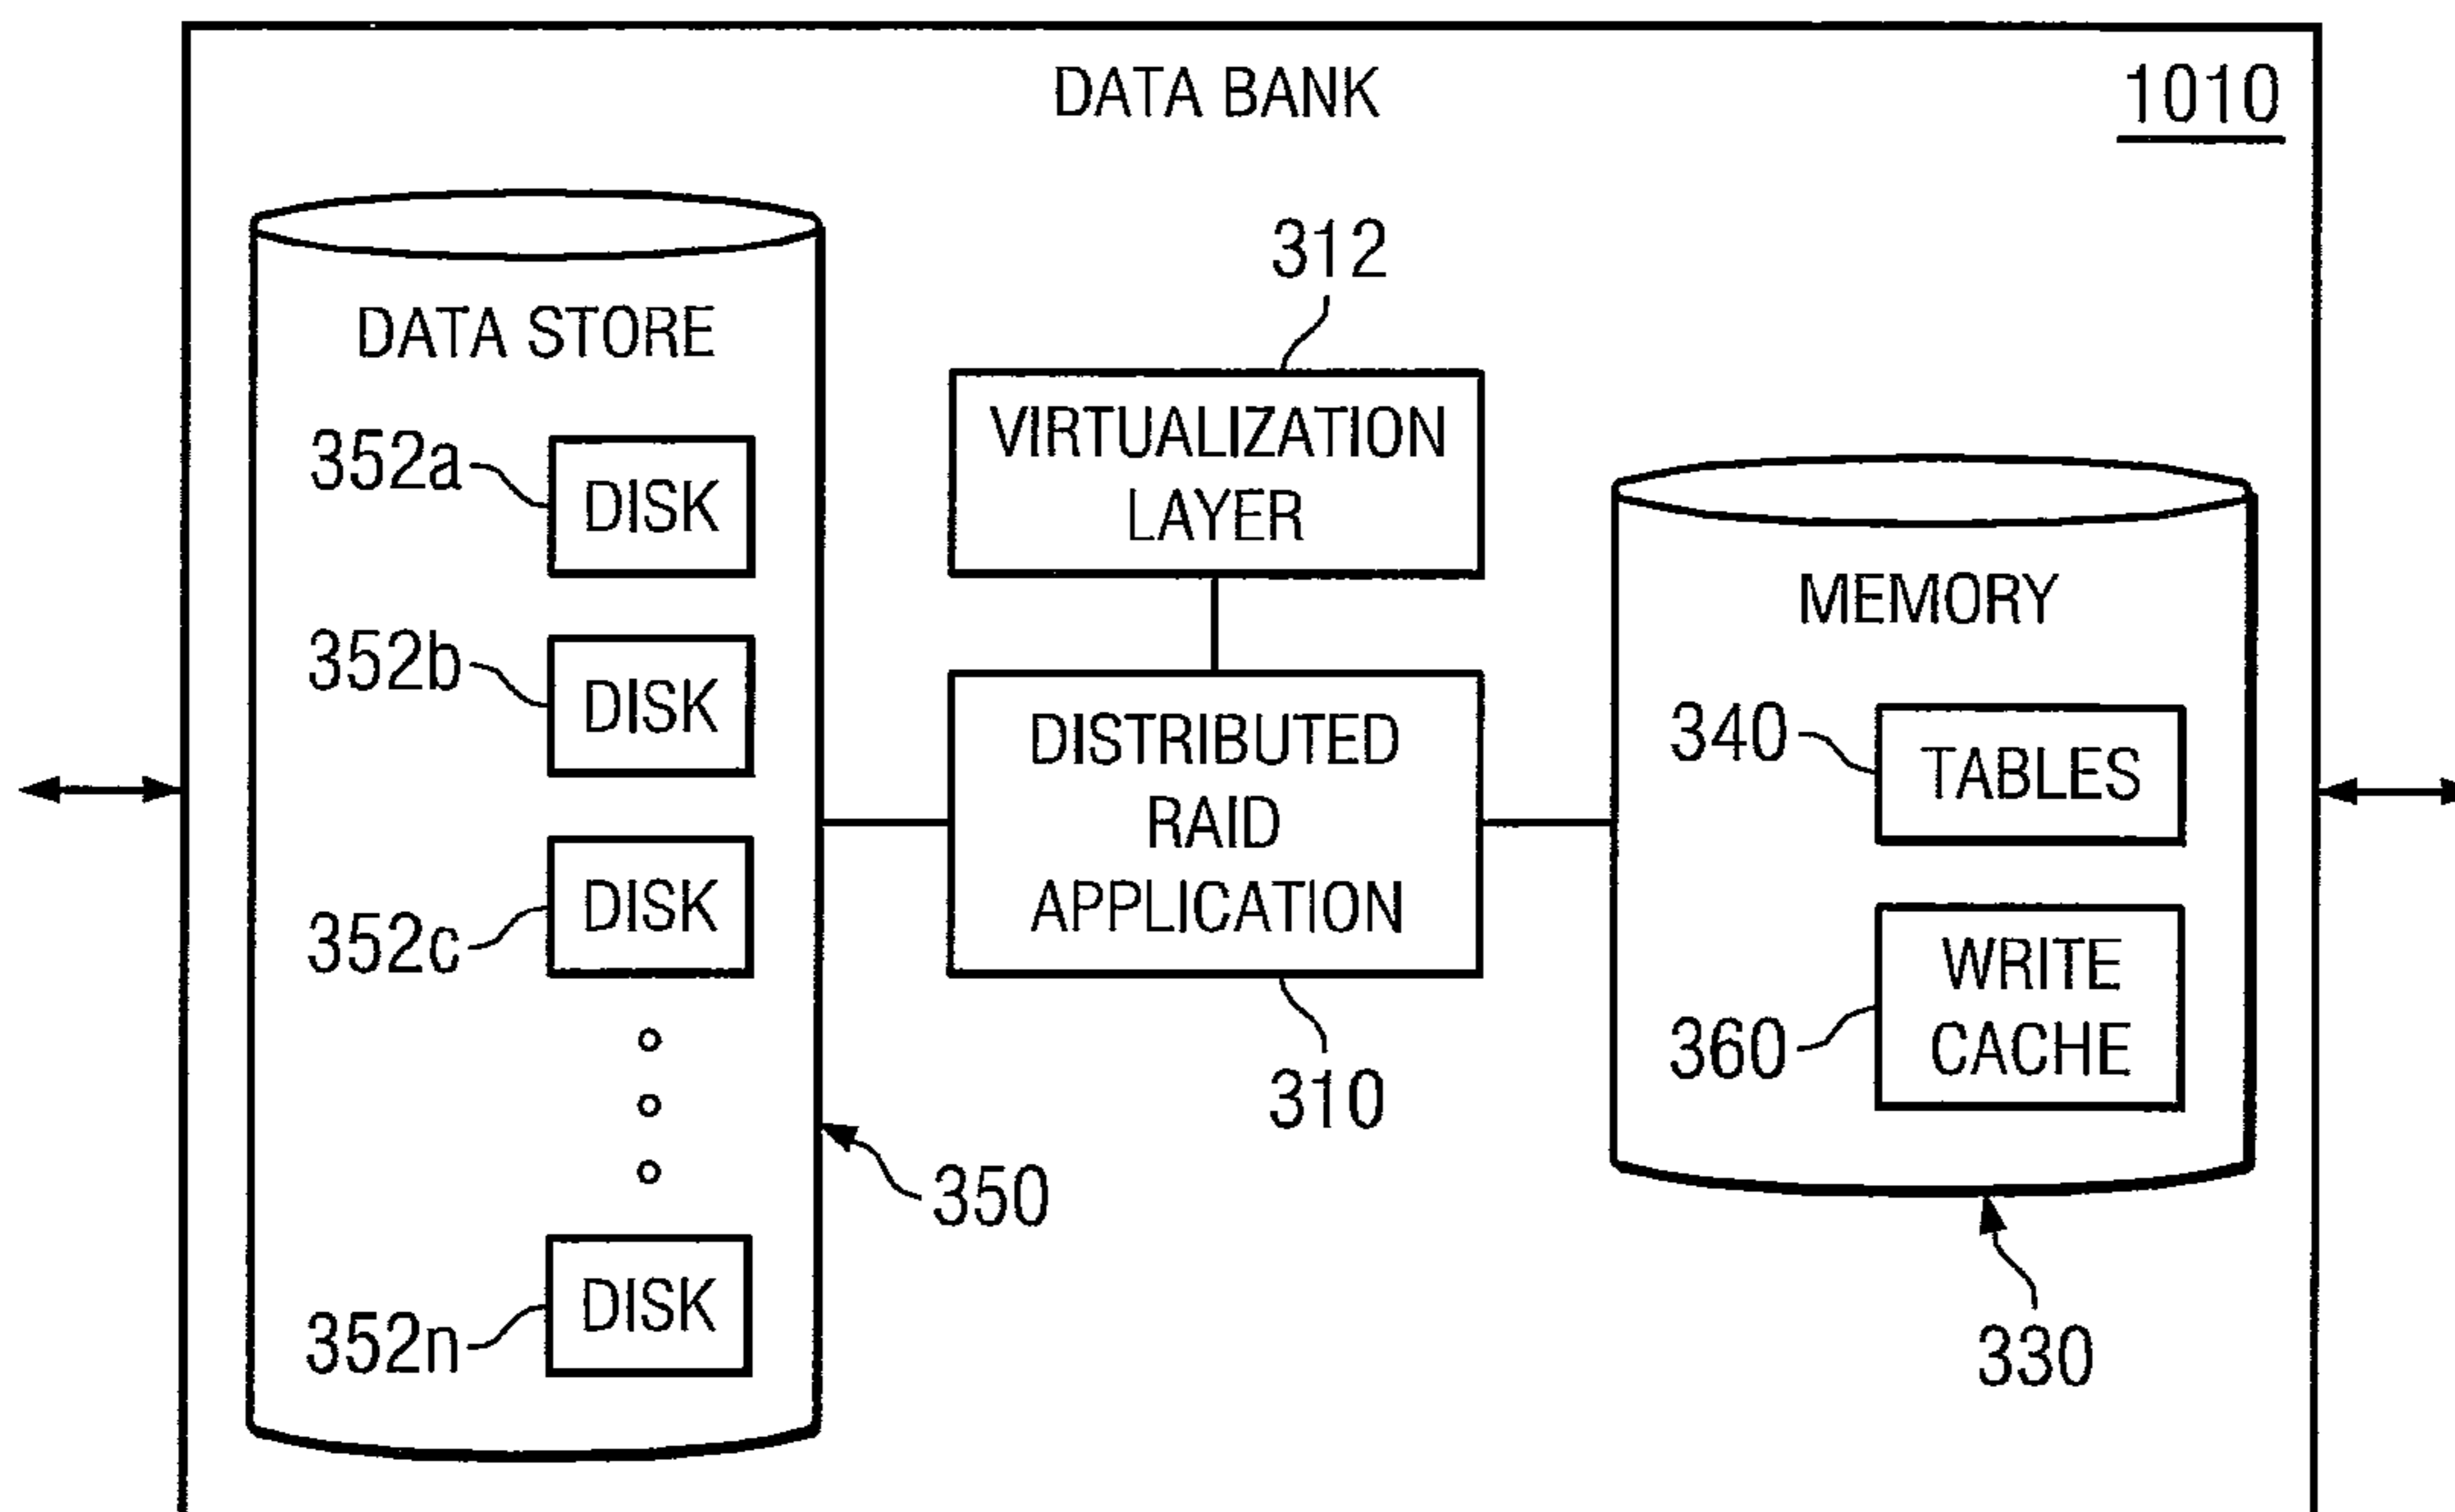 DATA BANK
1010
DATA STORE
352a
DISK
352b
DISK
352c
DISK
352n
DISK
350
312
VIRTUALIZATION
LAYER
DISTRIBUTED
RAID
APPLICATION
310
MEMORY
340
TABLES
360
WRITE
CACHE
330